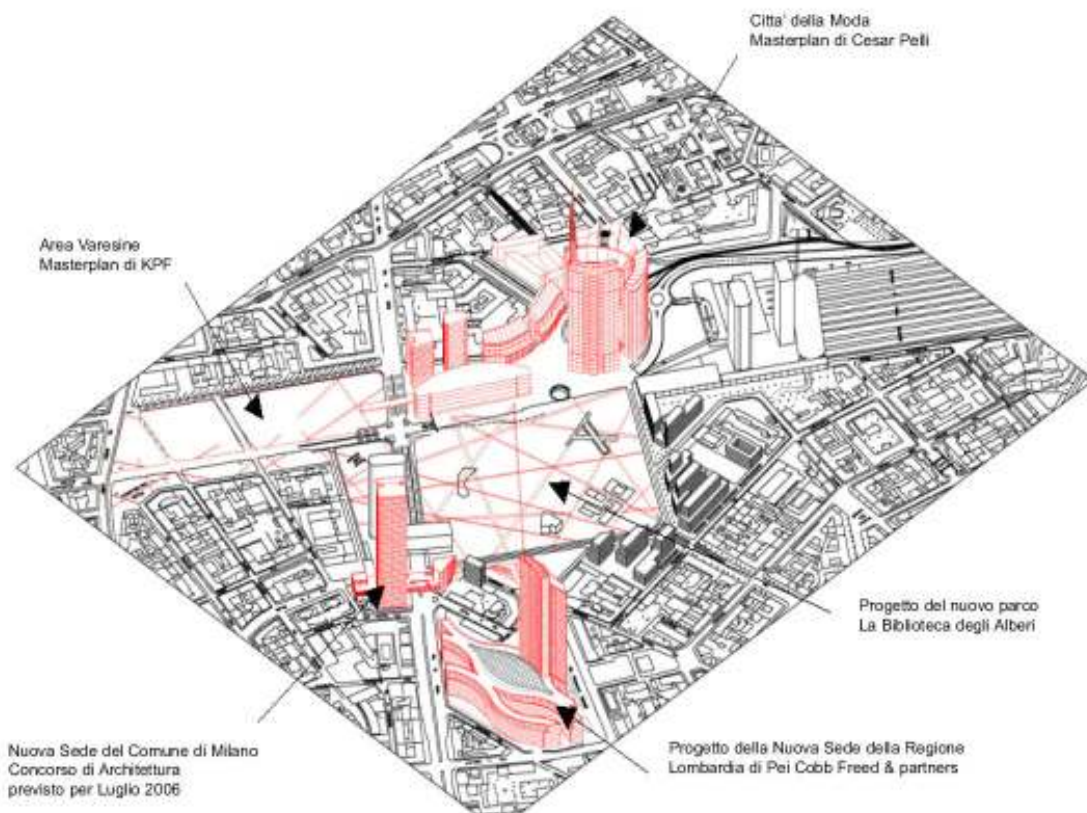 Citta' della Moda
Masterplan di Cesar Pelli
Area Varesine
Masterplan di KPF
Progetto del nuovo parco
La Biblioteca degli Alberi
Nuova Sede del Comune di Milano
Concorso di Architettura
previsto per Luglio 2006
Progetto della Nuova Sede della Regione
Lombardia di Pei Cobb Freed & partners